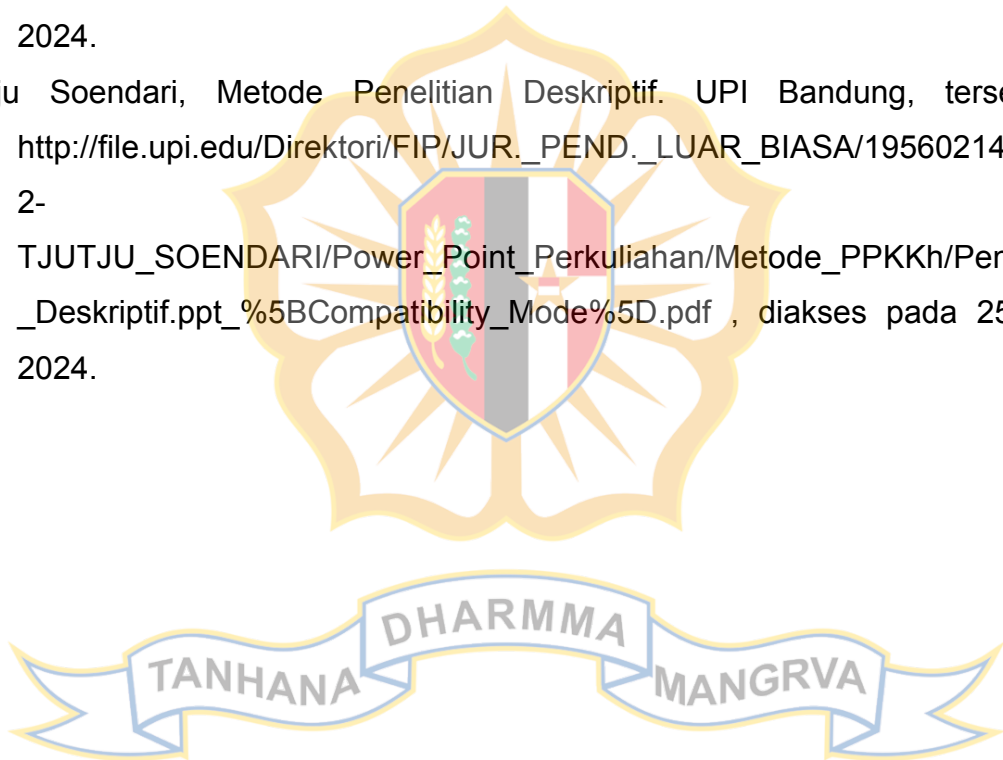 2024.
ju Soendari, Metode Penelitian Deskriptif. UPI Bandung, terse
http://file.upi.edu/Direktori/FIP/JUR._PEND._LUAR_BIASA/19560214
2-
TJUTJU_SOENDARI/Power_Point_Perkuliahan/Metode_PPKKh/Pen
_Deskriptif.ppt_%5BCompatibility_Mode%5D.pdf , diakses pada 25
2024.
TANHANA DHARMMA MANGRVA